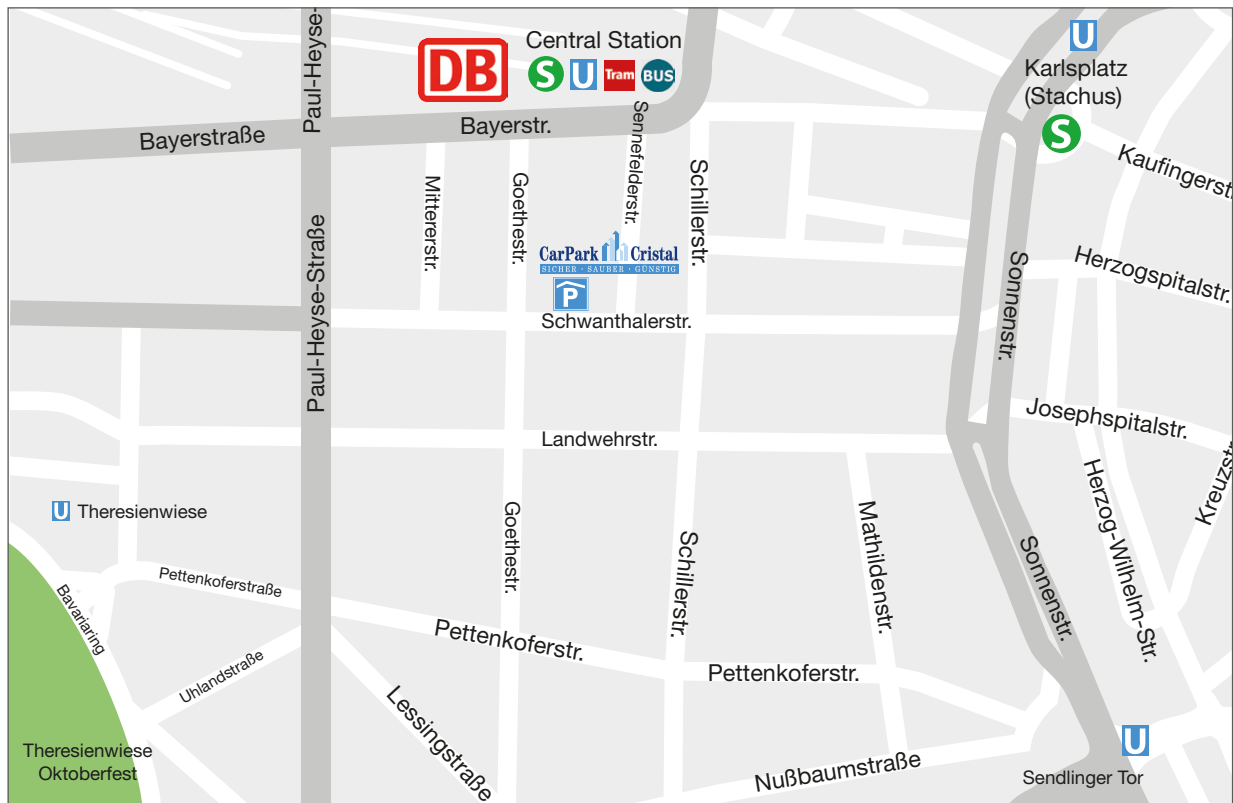 Paul-Heyse-
DB
Central Station
S U Tram BUS
U
Karlsplatz
(Stachus)
S
Bayerstraße
Bayerstr.
Sennefelderstr.
Kaufingerst
Mittererstr.
Goethestr.
Schillerstr.
CarPark Cristal
SICHER · SAUBER · GÜNSTIG
P
Schwanthalerstr.
Paul-Heyse-Straße
Sonnenstr.
Herzogspitalstr.
Josephspitalstr.
Landwehrstr.
Kreuzstr
Herzog-Wilhelm-Str.
U Theresienwiese
Goethestr.
Schillerstr.
Mathildenstr.
Sonnenstr.
Pettenkoferstraße
Bavariaring
Pettenkoferstr.
Pettenkoferstr.
Uhlandstraße
Lessingstraße
Nußbaumstraße
U
Sendlinger Tor
Theresienwiese
Oktoberfest